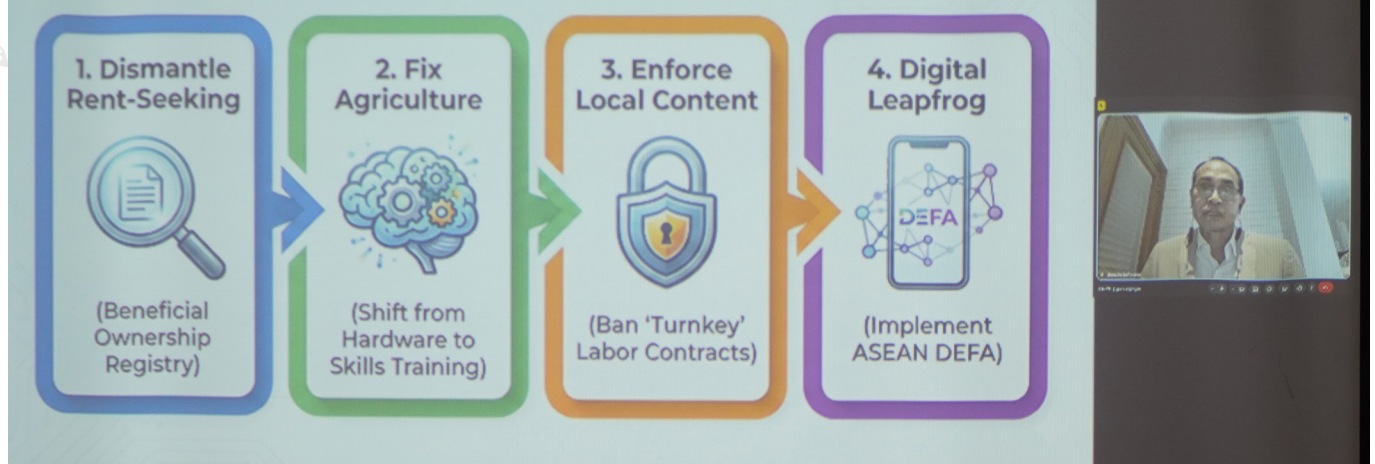 1. Dismantle
Rent-Seeking
(Beneficial
Ownership
Registry)
2. Fix
Agriculture
(Shift from
Hardware to
Skills Training)
3. Enforce
Local Content
(Ban ‘Turnkey’
Labor Contracts)
4. Digital
Leapfrog
DEFA
(Implement
ASEAN DEFA)